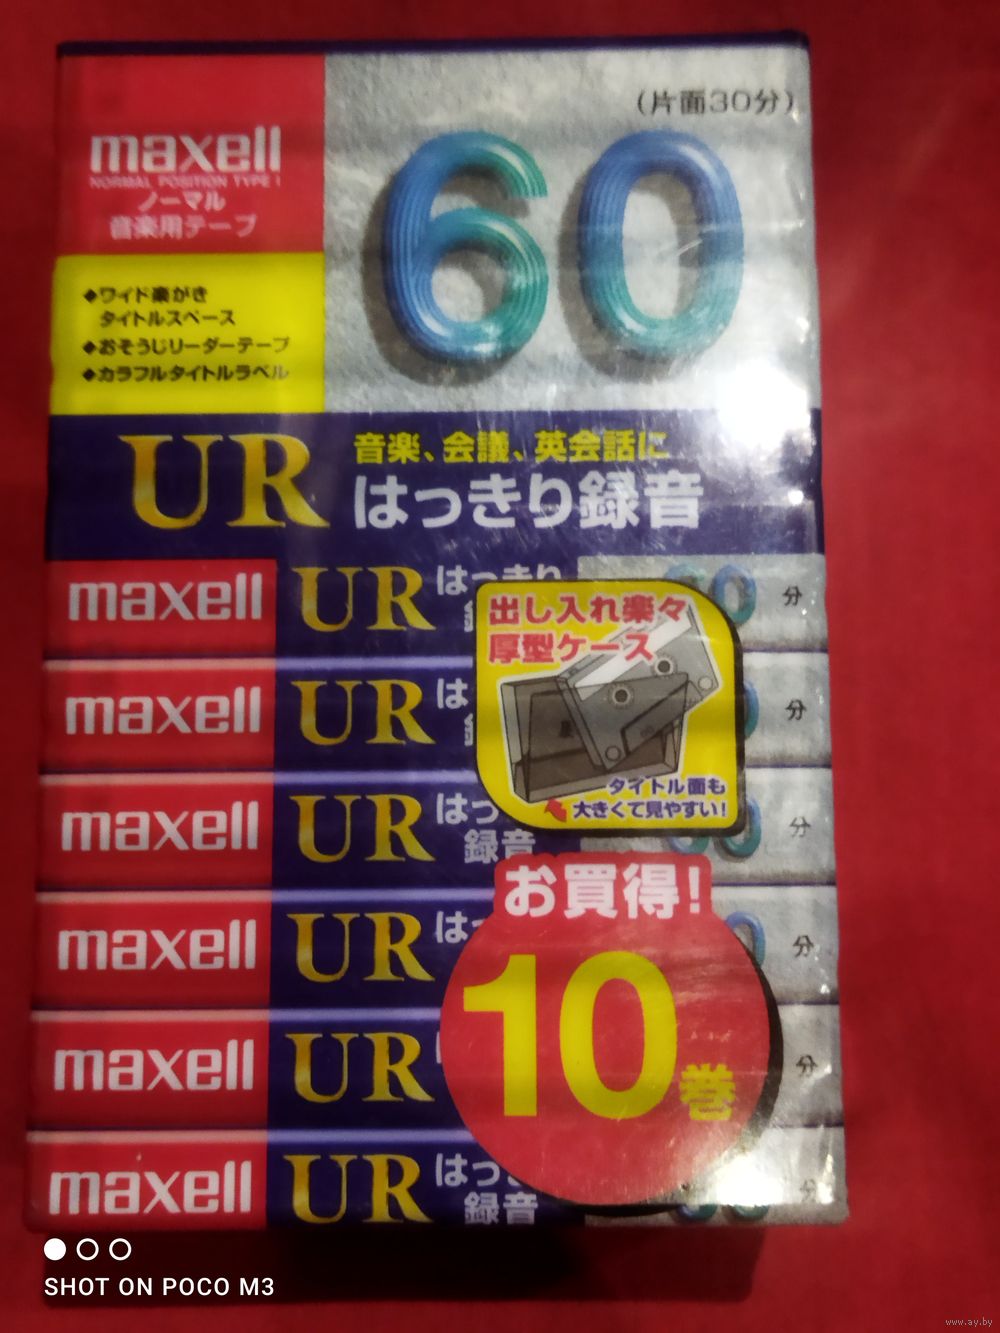 (片面30分)
maxell
NORMAL POSITION TYPE I
ノーマル
音楽用テープ
60
◆ワイド楽がき
タイトルスペース
◆おそうじリーダーテープ
◆カラフルタイトルラベル
UR
音楽、会議、英会話に
はっきり録音
maxell UR はっきり 分
出し入れ楽々
厚型ケース
maxell UR は 分
タイトル面も
大きくて見やすい!
maxell UR はっ 分
録音
お買得!
maxell UR は 分
10巻
maxell UR 分
maxell UR はっ 分
録音
SHOT ON POCO M3
www.ay.by